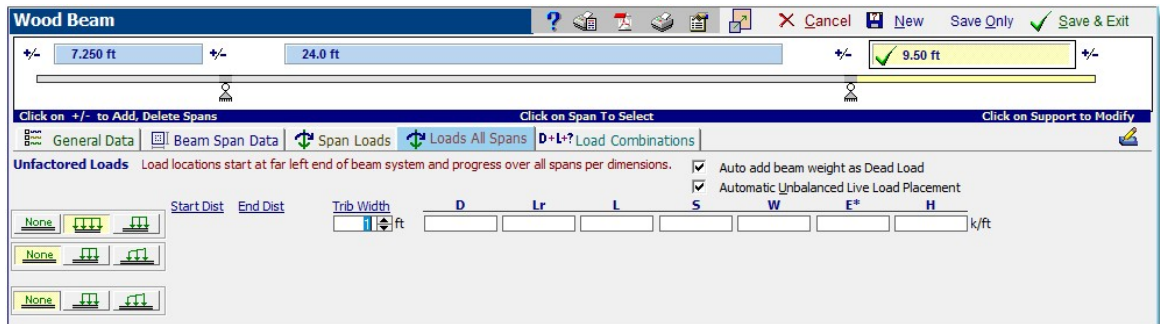 Wood Beam ? Cancel New Save Only Save & Exit
+/- 7.250 ft +/- 24.0 ft +/- 9.50 ft +/-
Click on +/- to Add, Delete Spans Click on Span To Select Click on Support to Modify
General Data Beam Span Data Span Loads Loads All Spans D+L+? Load Combinations
Unfactored Loads Load locations start at far left end of beam system and progress over all spans per dimensions. Auto add beam weight as Dead Load
Automatic Unbalanced Live Load Placement
Start Dist End Dist Trib Width D Lr L S W E* H
None 1 ft k/ft
None
None